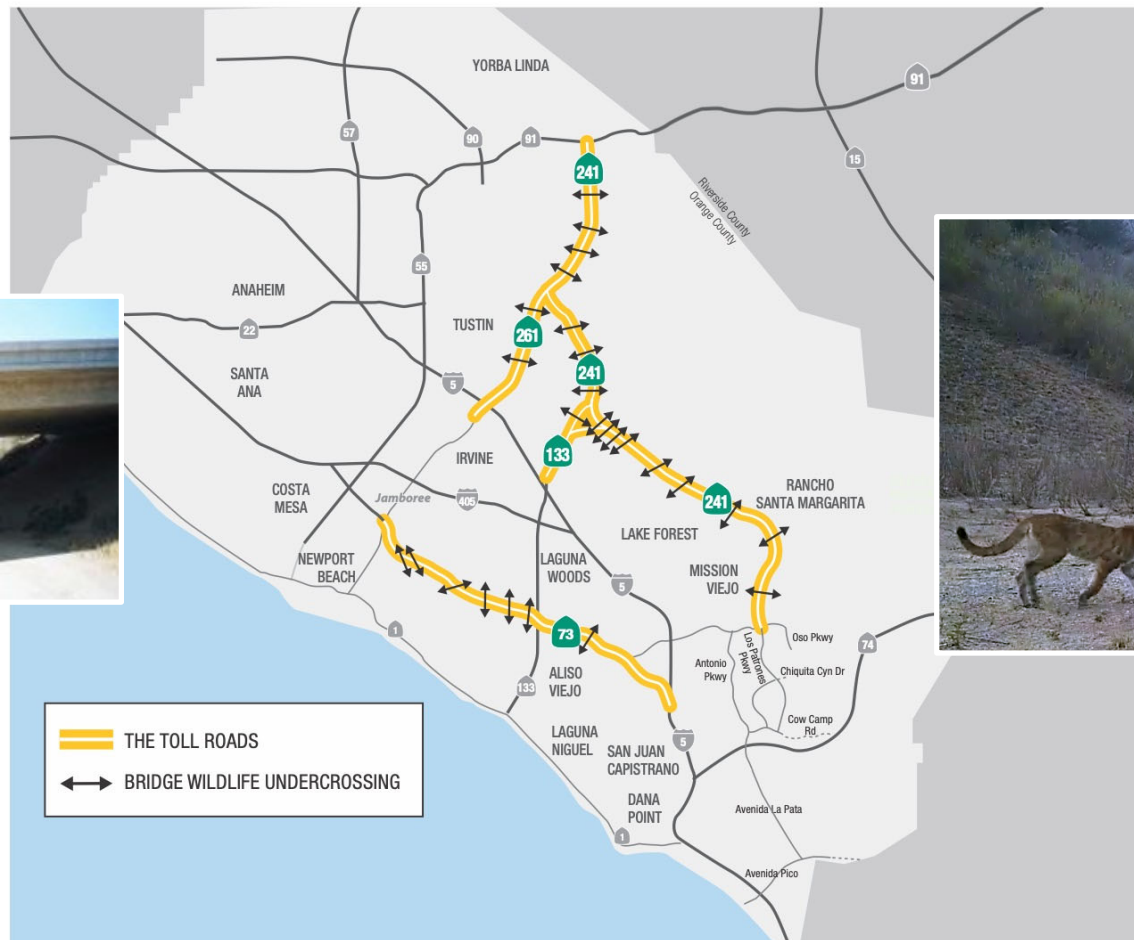 YORBA LINDA
91
57
90
91
241
15
Riverside County
Orange County
55
ANAHEIM
22
TUSTIN
261
SANTA
ANA
5
241
133
IRVINE
COSTA
MESA
Jamboree
405
241
RANCHO
SANTA MARGARITA
LAKE FOREST
NEWPORT
BEACH
LAGUNA
WOODS
MISSION
VIEJO
5
1
73
Oso Pkwy
74
Los Patrones
Pkwy
Antonio
Pkwy
Chiquita Cyn Dr
ALISO
VIEJO
133
Cow Camp
Rd
THE TOLL ROADS
BRIDGE WILDLIFE UNDERCROSSING
LAGUNA
NIGUEL
SAN JUAN
CAPISTRANO
5
DANA
POINT
1
Avenida La Pata
Avenida Pico